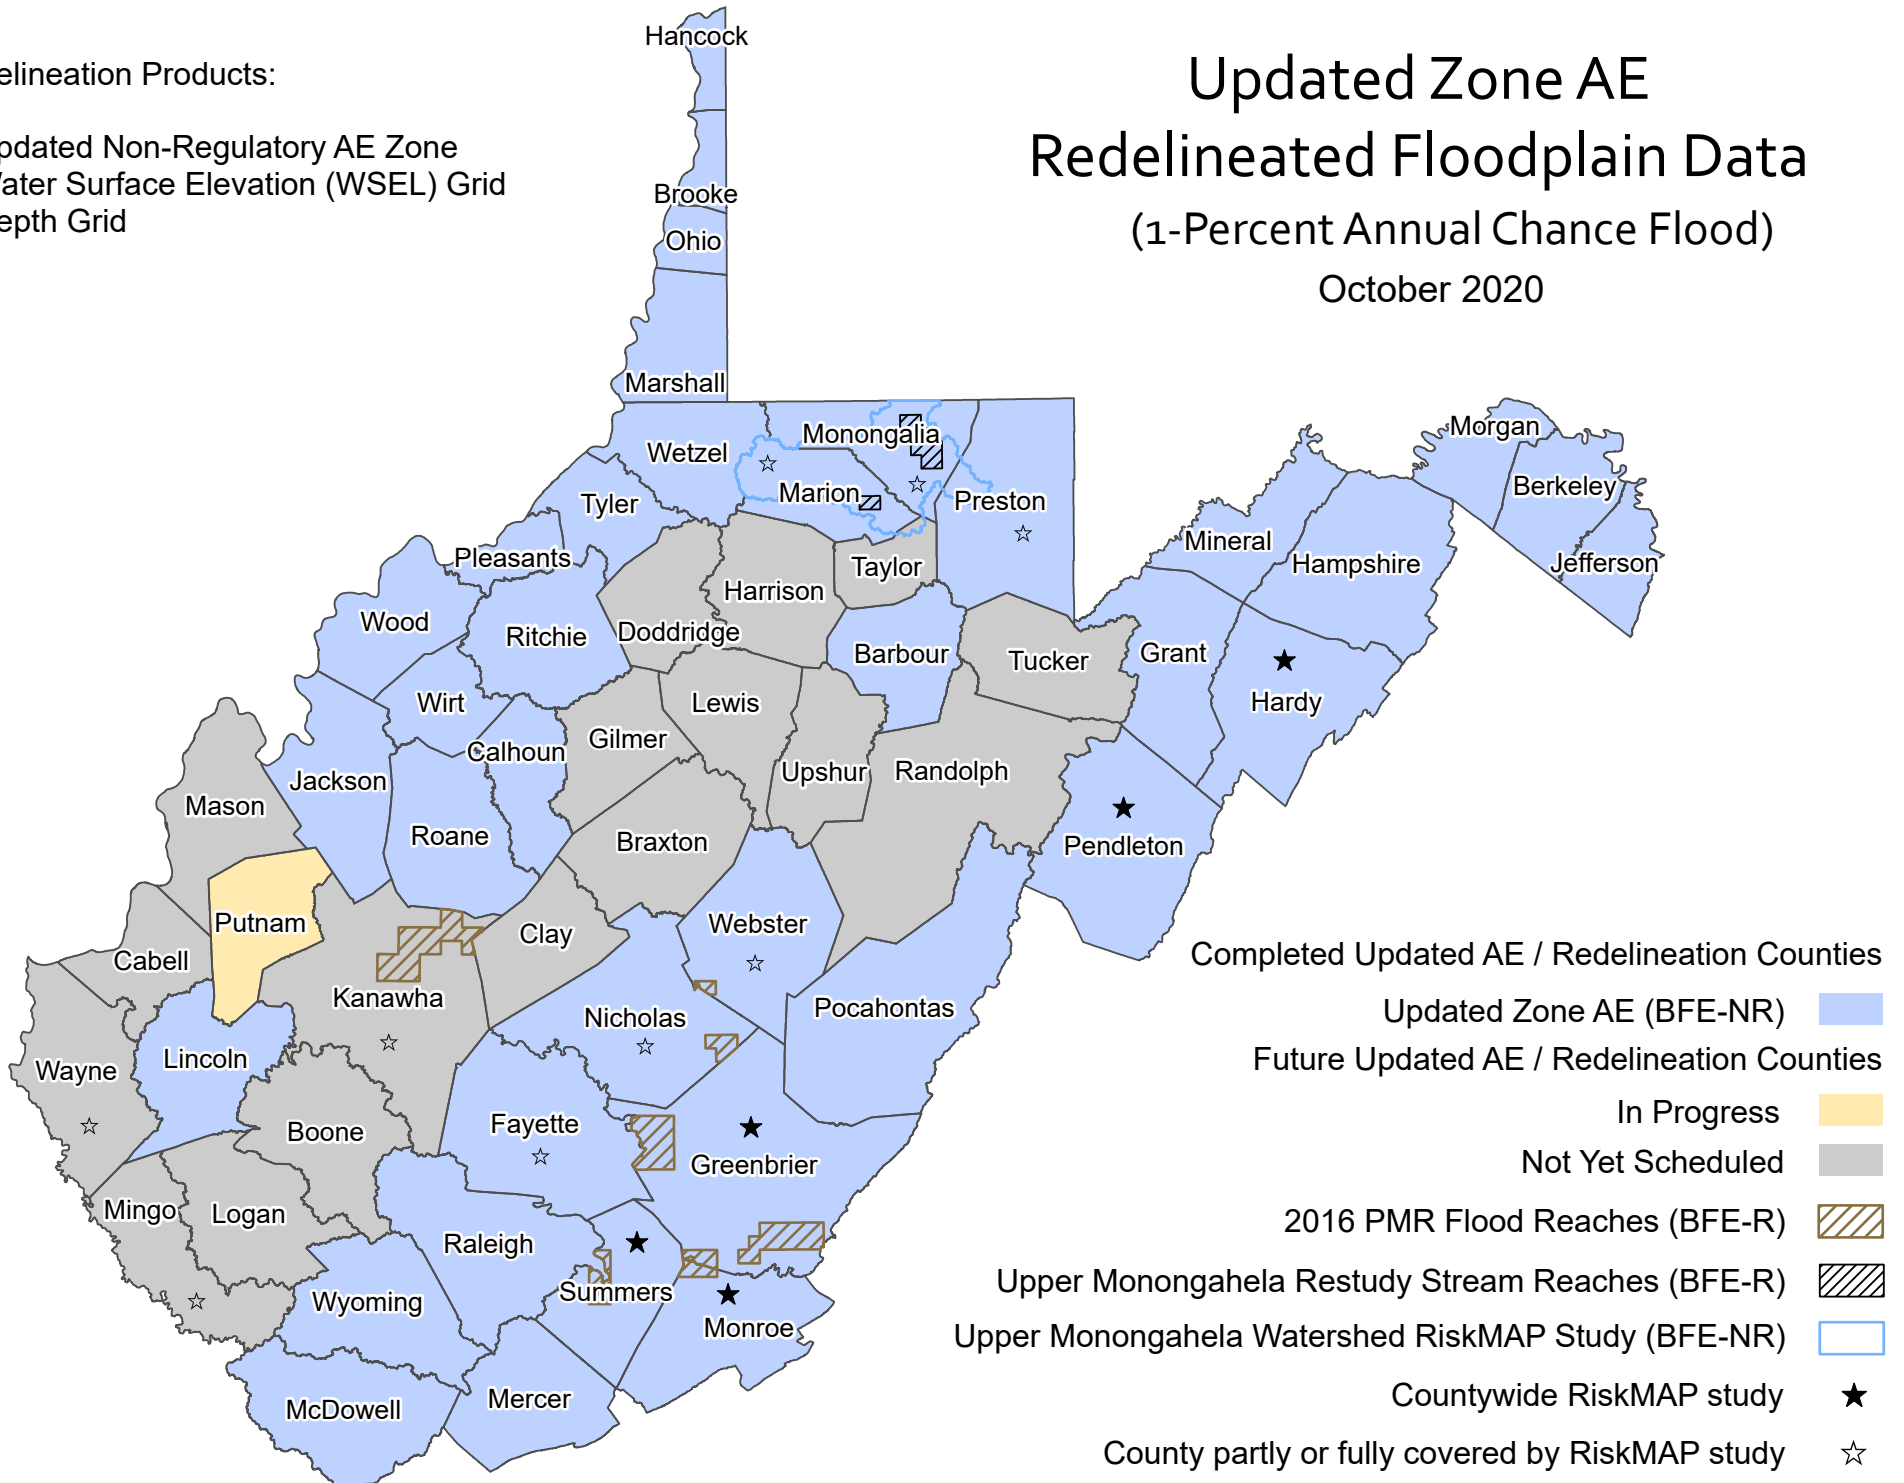 elineation Products:
pdated Non-Regulatory AE Zone
Water Surface Elevation (WSEL) Grid
epth Grid
Updated Zone AE
Redelineated Floodplain Data
(1-Percent Annual Chance Flood)
October 2020
Hancock
Brooke
Ohio
Marshall
Wetzel
Monongalia
Marion
Preston
Tyler
Pleasants
Wood
Ritchie
Doddridge
Harrison
Taylor
Barbour
Tucker
Grant
Mineral
Hampshire
Morgan
Berkeley
Jefferson
Hardy
Wirt
Calhoun
Gilmer
Lewis
Upshur
Randolph
Pendleton
Jackson
Mason
Roane
Braxton
Putnam
Cabell
Clay
Webster
Kanawha
Nicholas
Pocahontas
Wayne
Lincoln
Boone
Fayette
Greenbrier
Mingo
Logan
Raleigh
Summers
Monroe
Wyoming
McDowell
Mercer
Completed Updated AE / Redelineation Counties
Updated Zone AE (BFE-NR)
Future Updated AE / Redelineation Counties
In Progress
Not Yet Scheduled
2016 PMR Flood Reaches (BFE-R)
Upper Monongahela Restudy Stream Reaches (BFE-R)
Upper Monongahela Watershed RiskMAP Study (BFE-NR)
Countywide RiskMAP study
County partly or fully covered by RiskMAP study